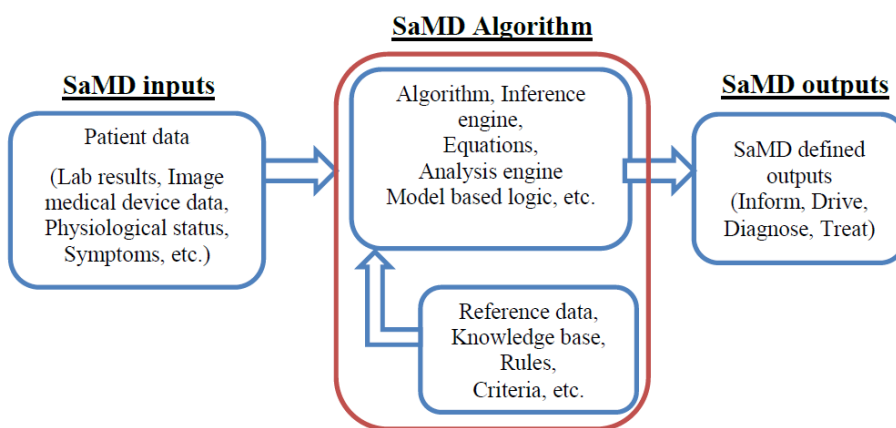 SaMD Algorithm
SaMD inputs
SaMD outputs
Patient data
(Lab results, Image
medical device data,
Physiological status,
Symptoms, etc.)
Algorithm, Inference
engine,
Equations,
Analysis engine
Model based logic, etc.
Reference data,
Knowledge base,
Rules,
Criteria, etc.
SaMD defined
outputs
(Inform, Drive,
Diagnose, Treat)